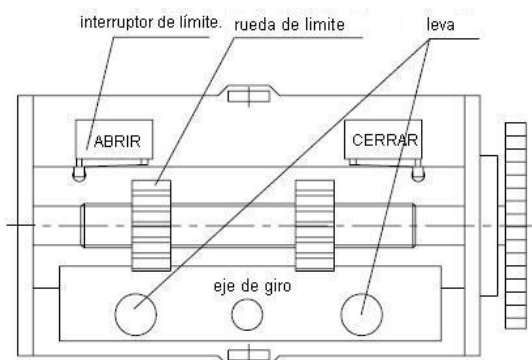 interruptor de límite. rueda de limite leva
ABRIR CERRAR
eje de giro